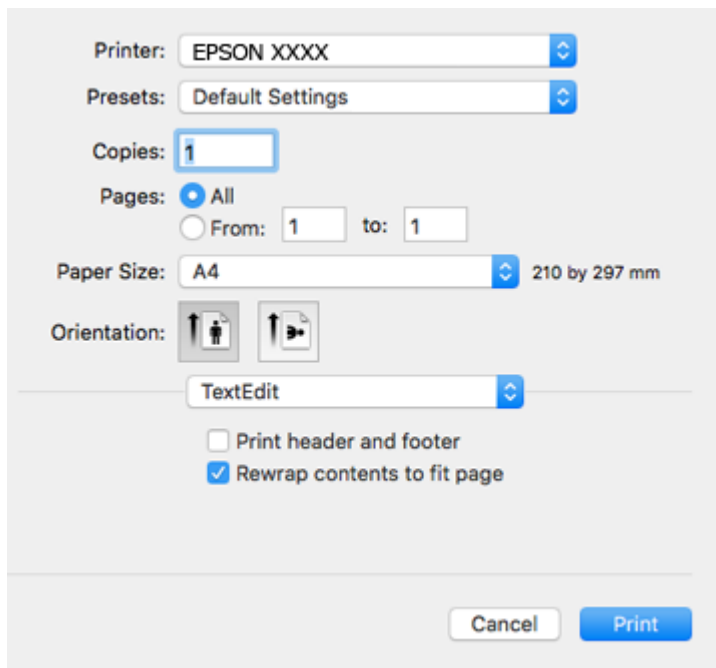 Printer: EPSON XXXX
Presets: Default Settings
Copies: 1
Pages: All
From: 1 to: 1
Paper Size: A4 210 by 297 mm
Orientation:
TextEdit
Print header and footer
Rewrap contents to fit page
Cancel Print